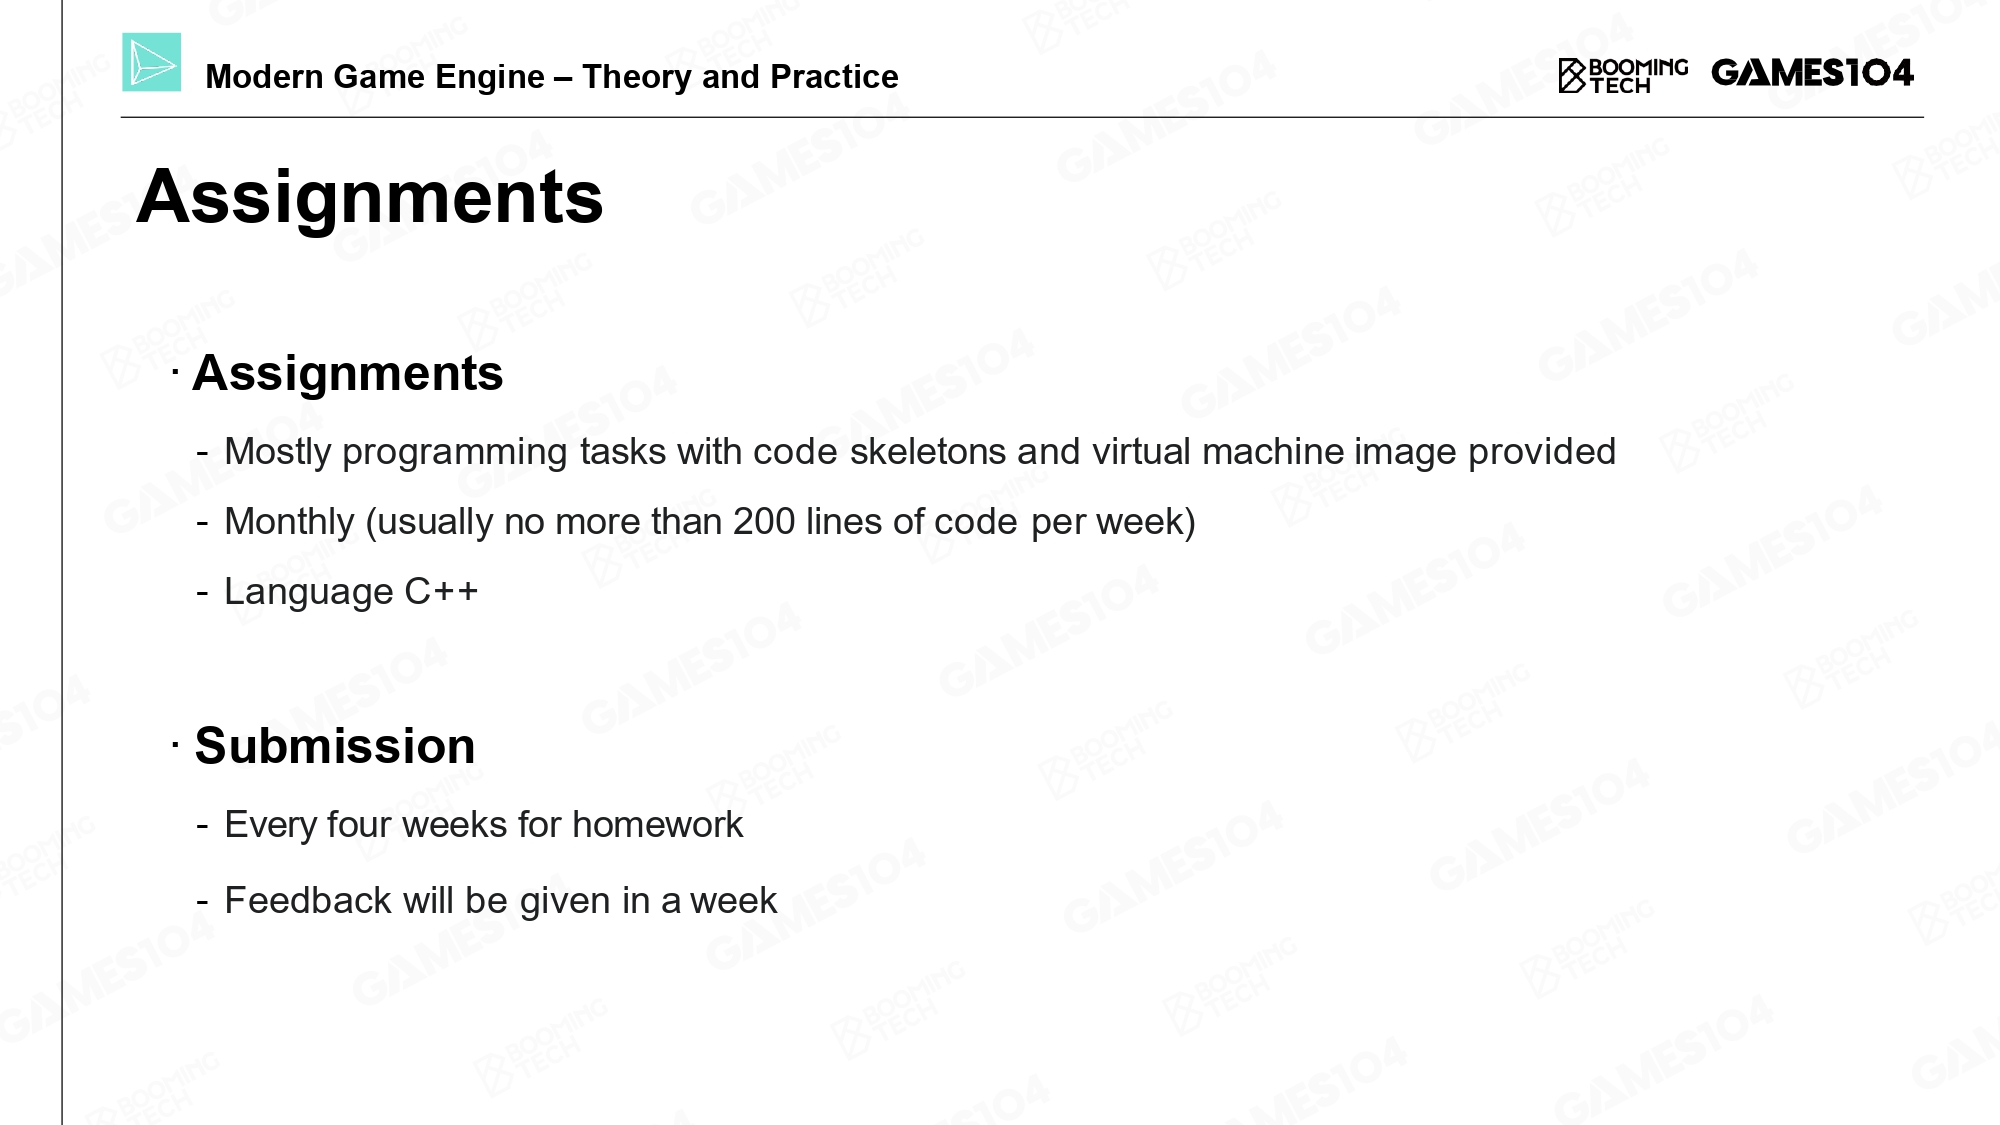 Modern Game Engine – Theory and Practice
BOOMING
TECH
GAMES104
Assignments
· Assignments
- Mostly programming tasks with code skeletons and virtual machine image provided
- Monthly (usually no more than 200 lines of code per week)
- Language C++
· Submission
- Every four weeks for homework
- Feedback will be given in a week